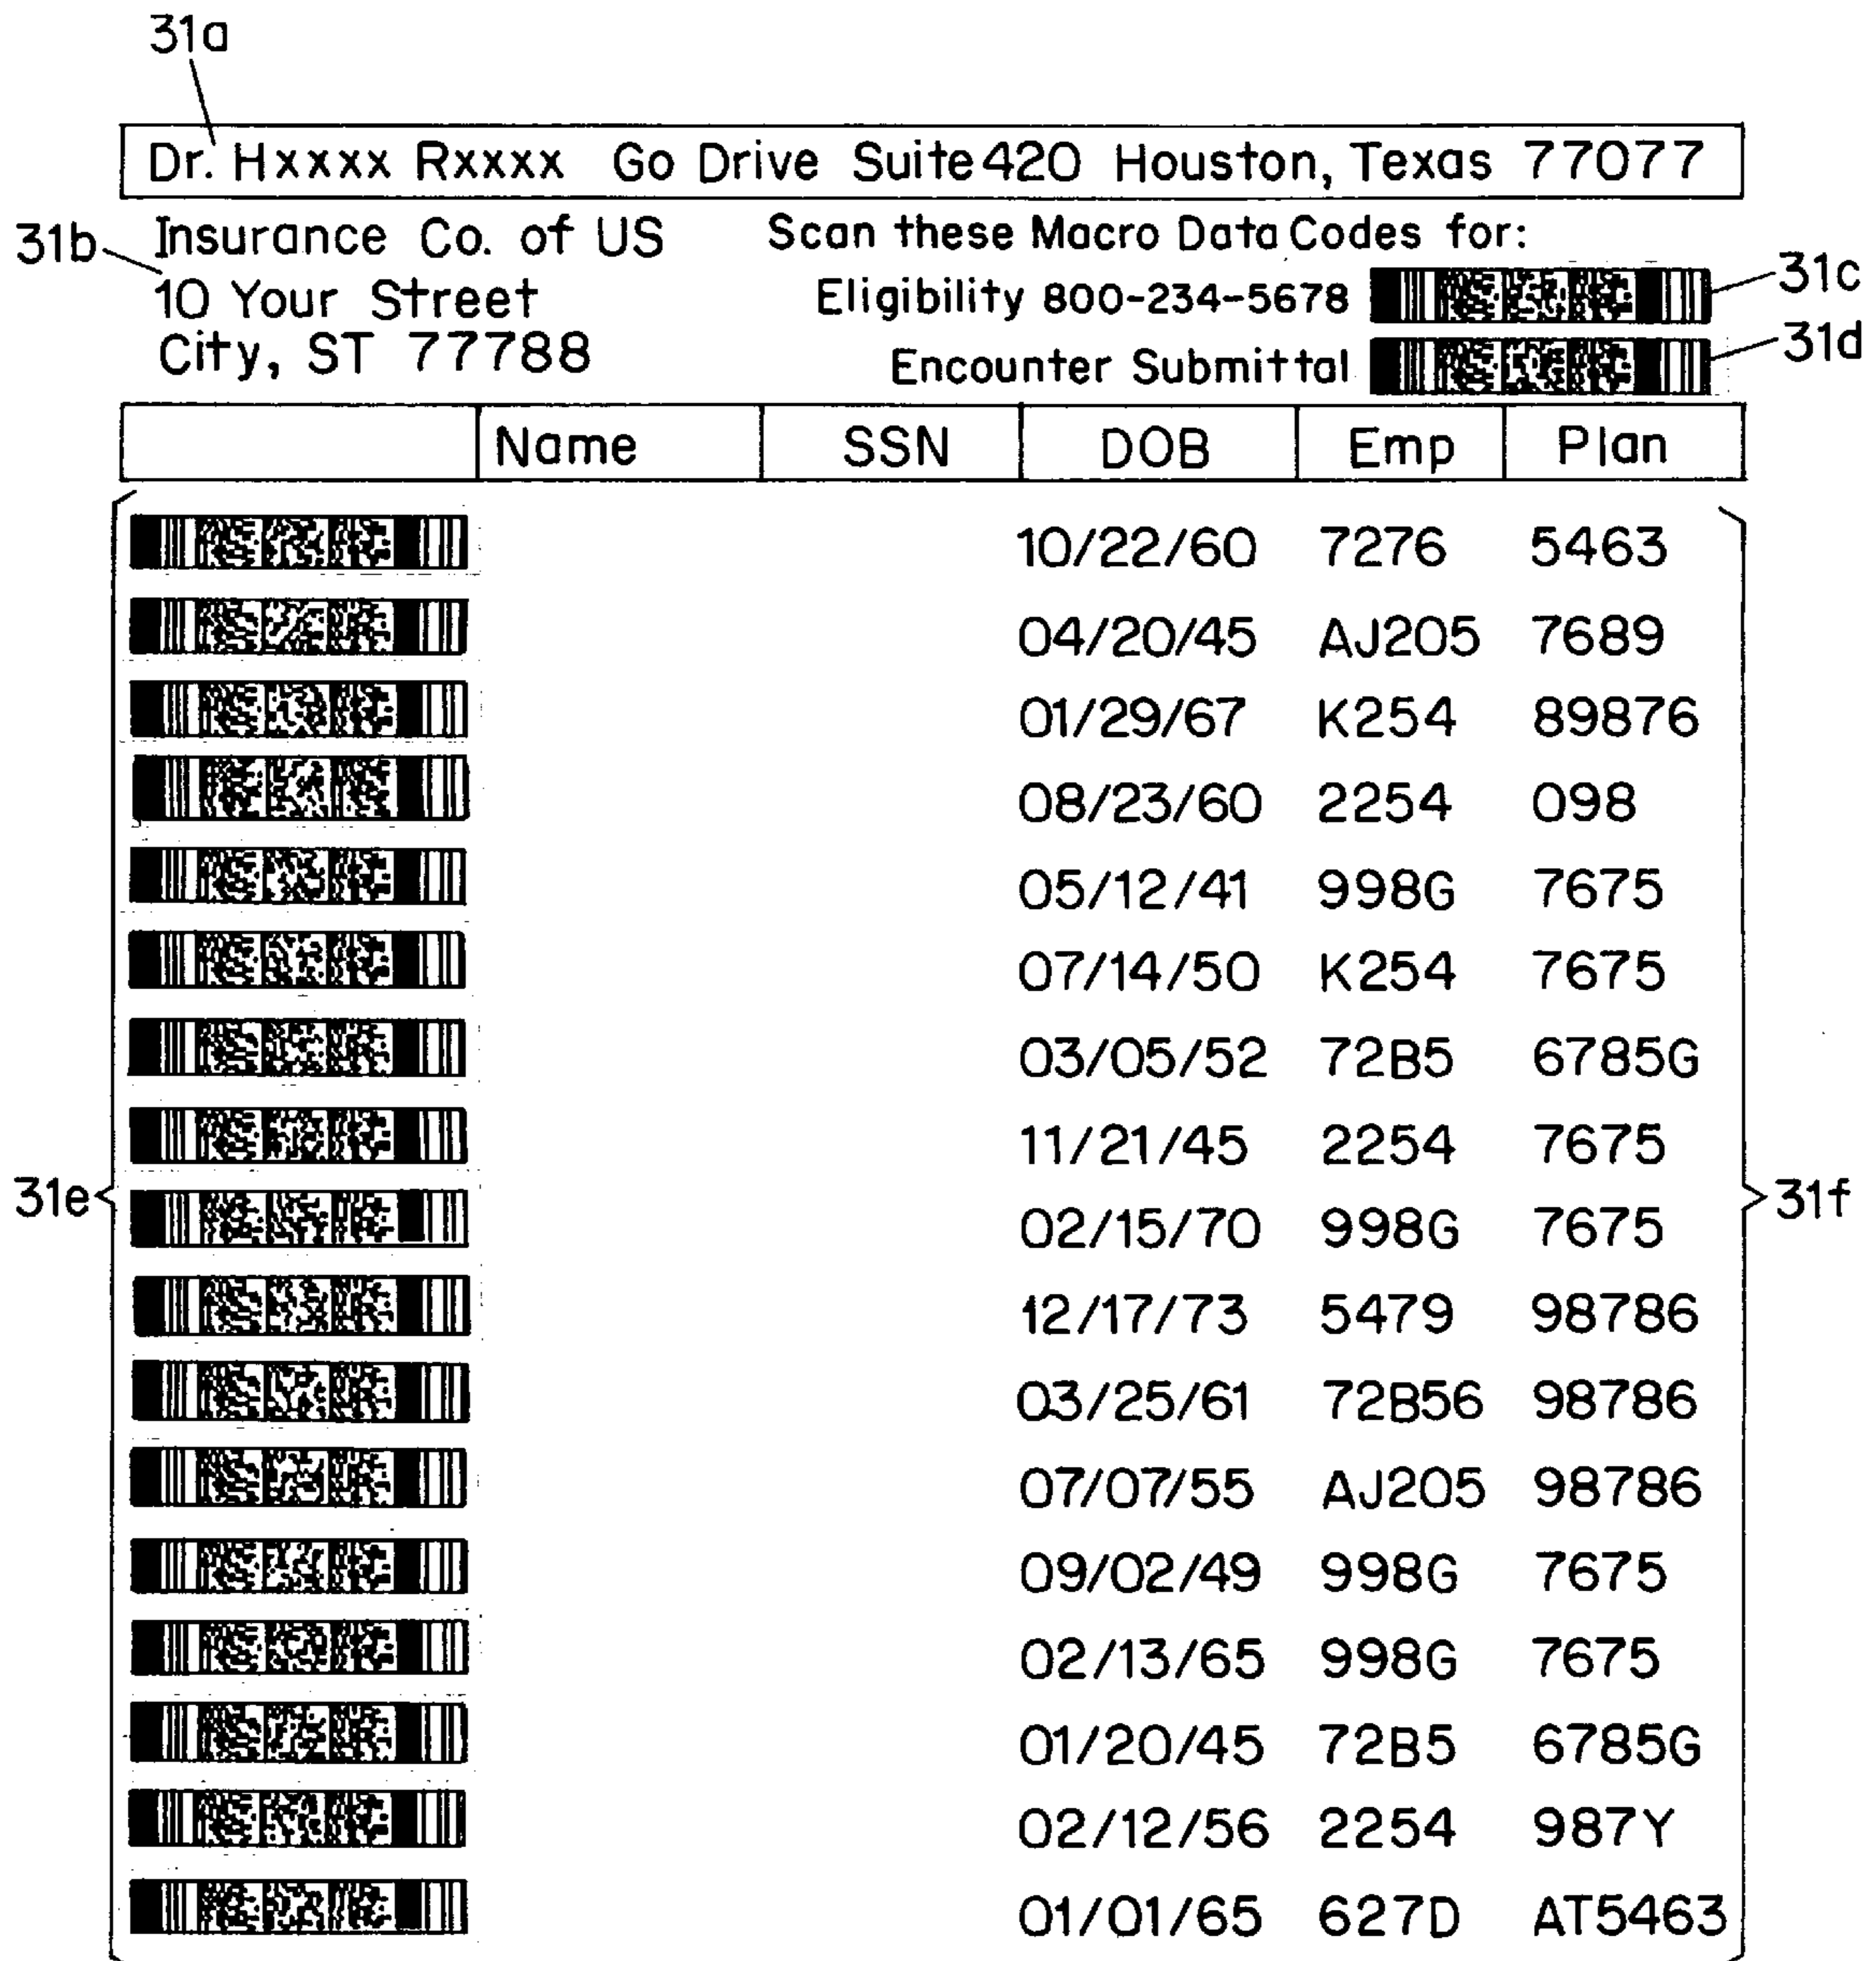 31a
Dr. Hxxxx Rxxxx Go Drive Suite 420 Houston, Texas 77077
31b Insurance Co. of US Scan these Macro Data Codes for:
10 Your Street Eligibility 800-234-5678 31c
City, ST 77788 Encounter Submittal 31d
Name SSN DOB Emp Plan
10/22/60 7276 5463
04/20/45 AJ205 7689
01/29/67 K254 89876
08/23/60 2254 098
05/12/41 998G 7675
07/14/50 K254 7675
03/05/52 72B5 6785G
11/21/45 2254 7675
31e 02/15/70 998G 7675 31f
12/17/73 5479 98786
03/25/61 72B56 98786
07/07/55 AJ205 98786
09/02/49 998G 7675
02/13/65 998G 7675
01/20/45 72B5 6785G
02/12/56 2254 987Y
01/01/65 627D AT5463